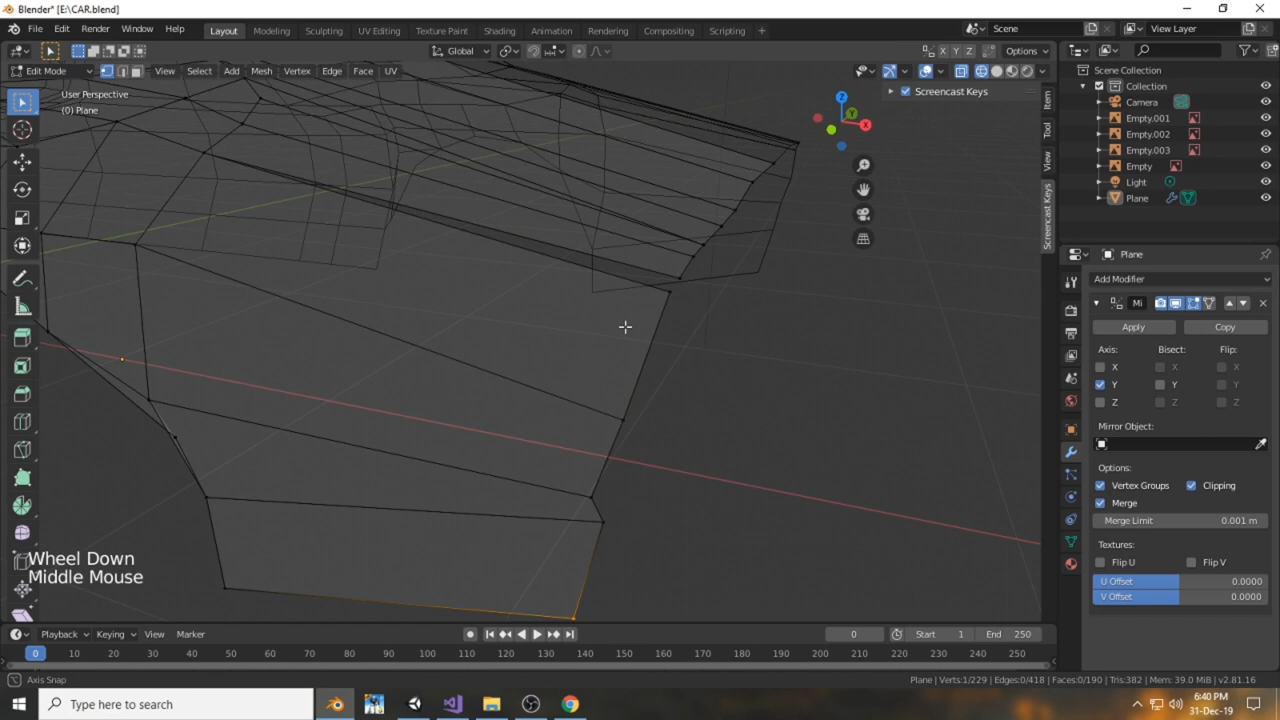 Blender* [E:\CAR.blend]
File Edit Render Window Help Layout Modeling Sculpting UV Editing Texture Paint Shading Animation Rendering Compositing Scripting + Scene View Layer
Global X Y Z Options
Edit Mode View Select Add Mesh Vertex Edge Face UV
User Perspective
(0) Plane
Screencast Keys
Z
Y
X
Item
Tool
View
Screencast Keys
Wheel Down
Middle Mouse
Scene Collection
Collection
Camera
Empty.001
Empty.002
Empty.003
Empty
Light
Plane
Plane
Add Modifier
Mi
Apply Copy
Axis: Bisect: Flip:
X X X
Y Y Y
Z Z Z
Mirror Object:
Options:
Vertex Groups Clipping
Merge
Merge Limit 0.001 m
Textures:
Flip U Flip V
U Offset 0.0000
V Offset 0.0000
Playback Keying View Marker 0 Start 1 End 250
0 10 20 30 40 50 60 70 80 90 100 110 120 130 140 150 160 170 180 190 200 210 220 230 240 250
Axis Snap Plane | Verts:1/229 | Edges:0/418 | Faces:0/190 | Tris:382 | Mem: 39.0 MiB | v2.81.16
Type here to search
6:40 PM
31-Dec-19